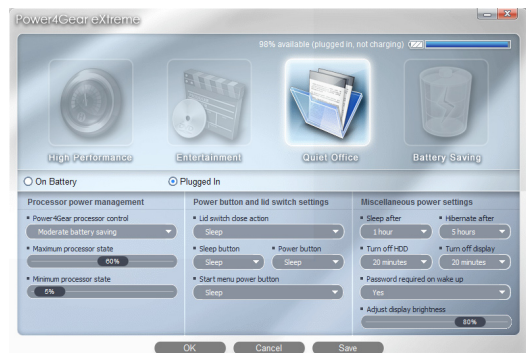 Power4Gear eXtreme
98% available (plugged in, not charging)
High Performance
Entertainment
Quiet Office
Battery Saving
On Battery
Plugged In
Processor power management
Power4Gear processor control
Moderate battery saving
Maximum processor state
60%
Minimum processor state
5%
Power button and lid switch settings
Lid switch close action
Sleep
Sleep button Power button
Sleep Sleep
Start menu power button
Sleep
Miscellaneous power settings
Sleep after Hibernate after
1 hour 5 hours
Turn off HDD Turn off display
20 minutes 20 minutes
Password required on wake up
Yes
Adjust display brightness
80%
OK Cancel Save